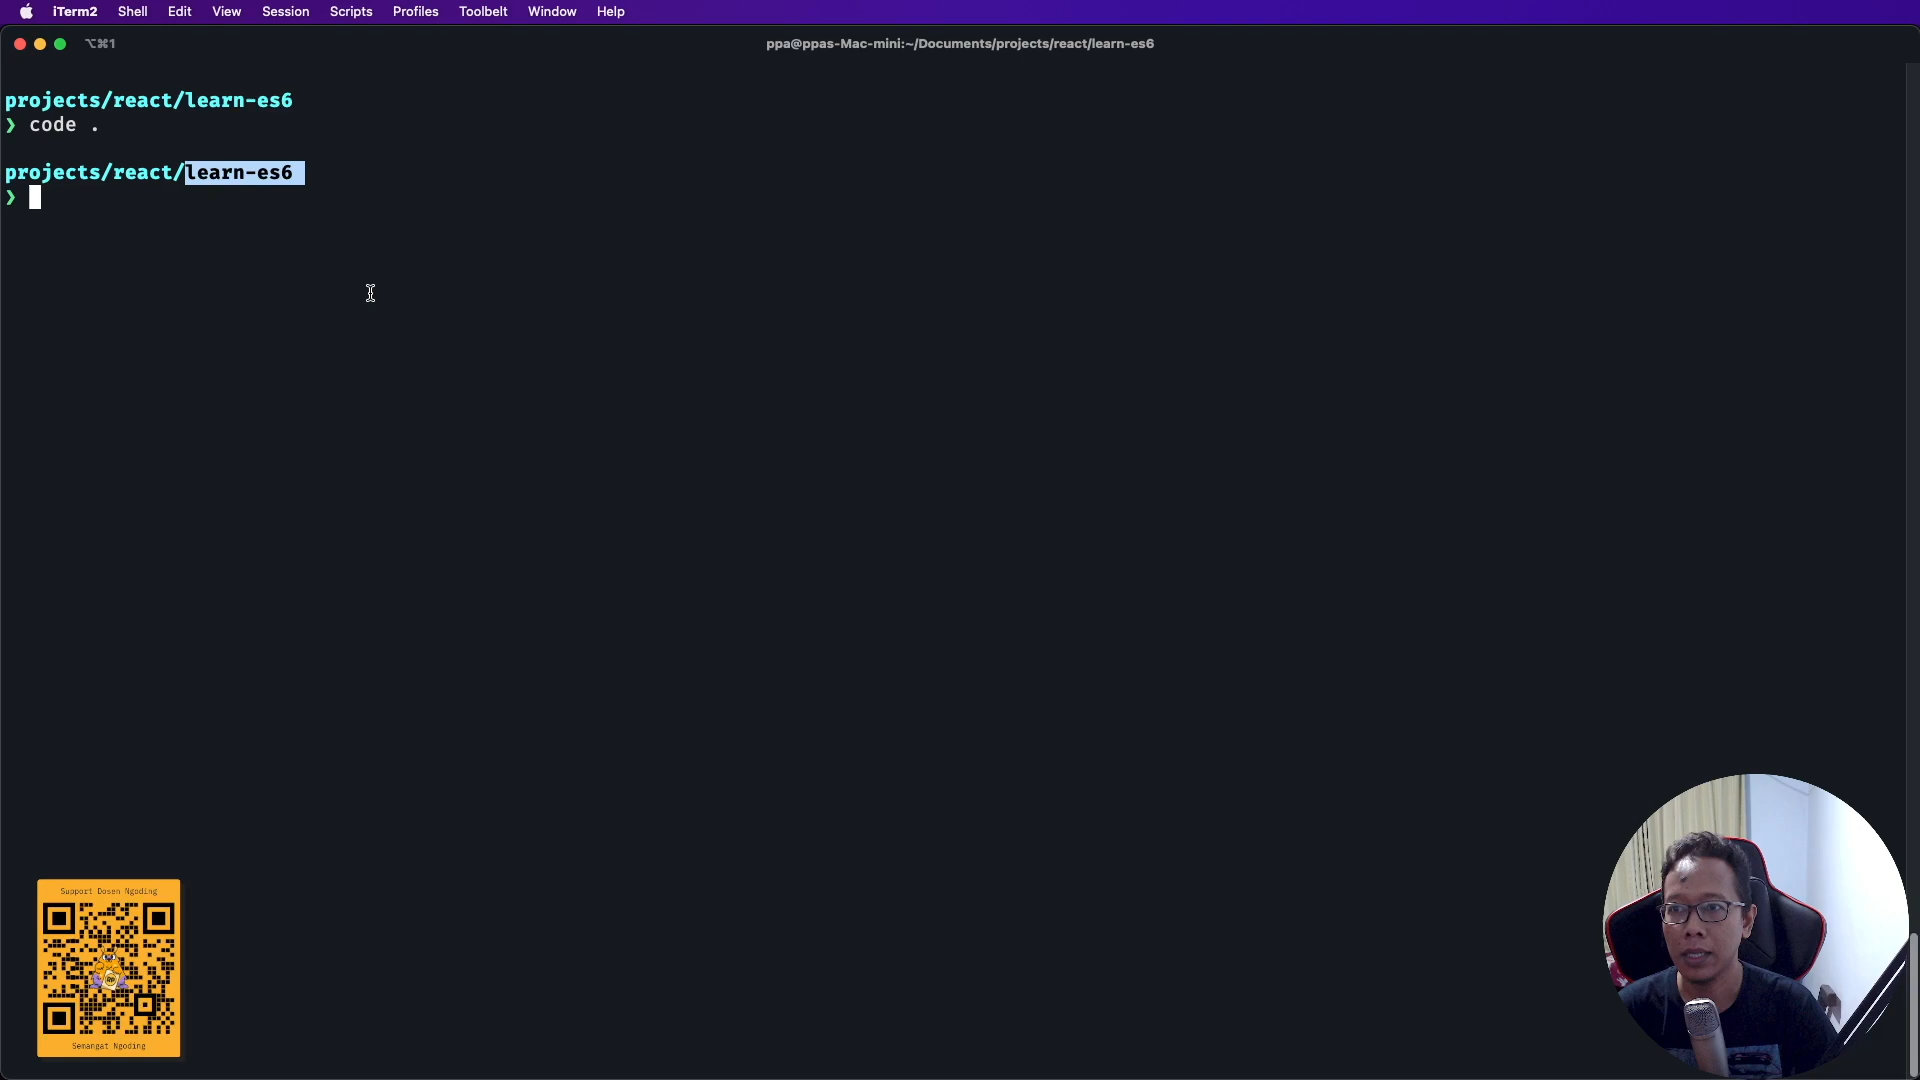 iTerm2 Shell Edit View Session Scripts Profiles Toolbelt Window Help
⌥⌘1 ppa@ppas-Mac-mini:~/Documents/projects/react/learn-es6
projects/react/learn-es6
❯ code .
projects/react/learn-es6
❯
Support Dosen Ngoding
Semangat Ngoding